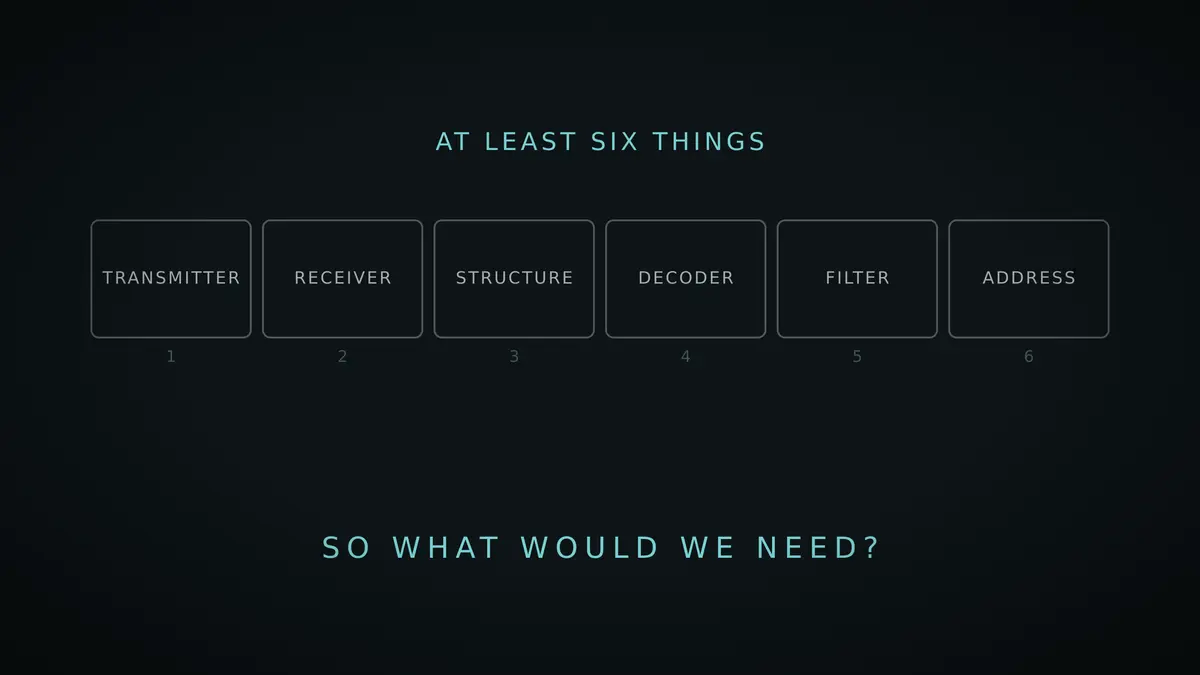 AT LEAST SIX THINGS
TRANSMITTER RECEIVER STRUCTURE DECODER FILTER ADDRESS
1 2 3 4 5 6
SO WHAT WOULD WE NEED?